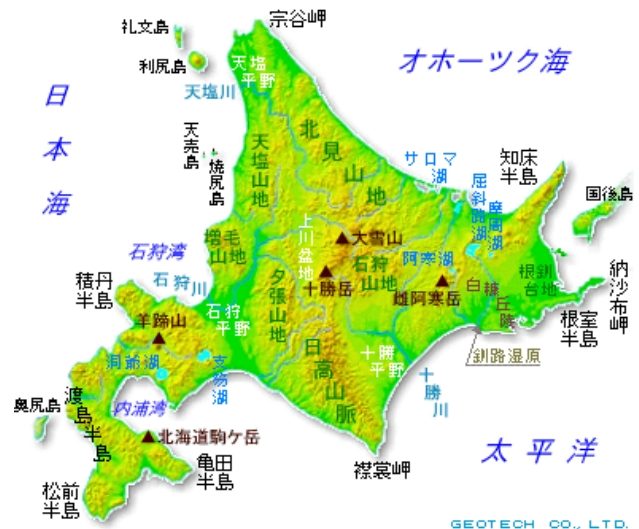 礼文島
宗谷岬
利尻島
天塩
平野
オホーツク海
天塩川
日本海
天売島
焼尻島
天塩山地
北見山地
サロマ
湖
知床
半島
屈斜路湖
摩周湖
国後島
増毛
山地
上川盆地
大雪山
阿寒湖
石狩湾
石狩川
夕張山地
十勝岳
石狩
山地
雌阿寒岳
白糠丘陵
根釧
台地
納沙布岬
積丹
半島
石狩
平野
羊蹄山
根室
半島
洞爺湖
支笏湖
日高山脈
十勝
平野
釧路湿原
十勝川
奥尻島
渡島半島
内浦湾
北海道駒ケ岳
亀田
半島
松前
半島
襟裳岬
太平洋
GEOTECH CO., LTD.